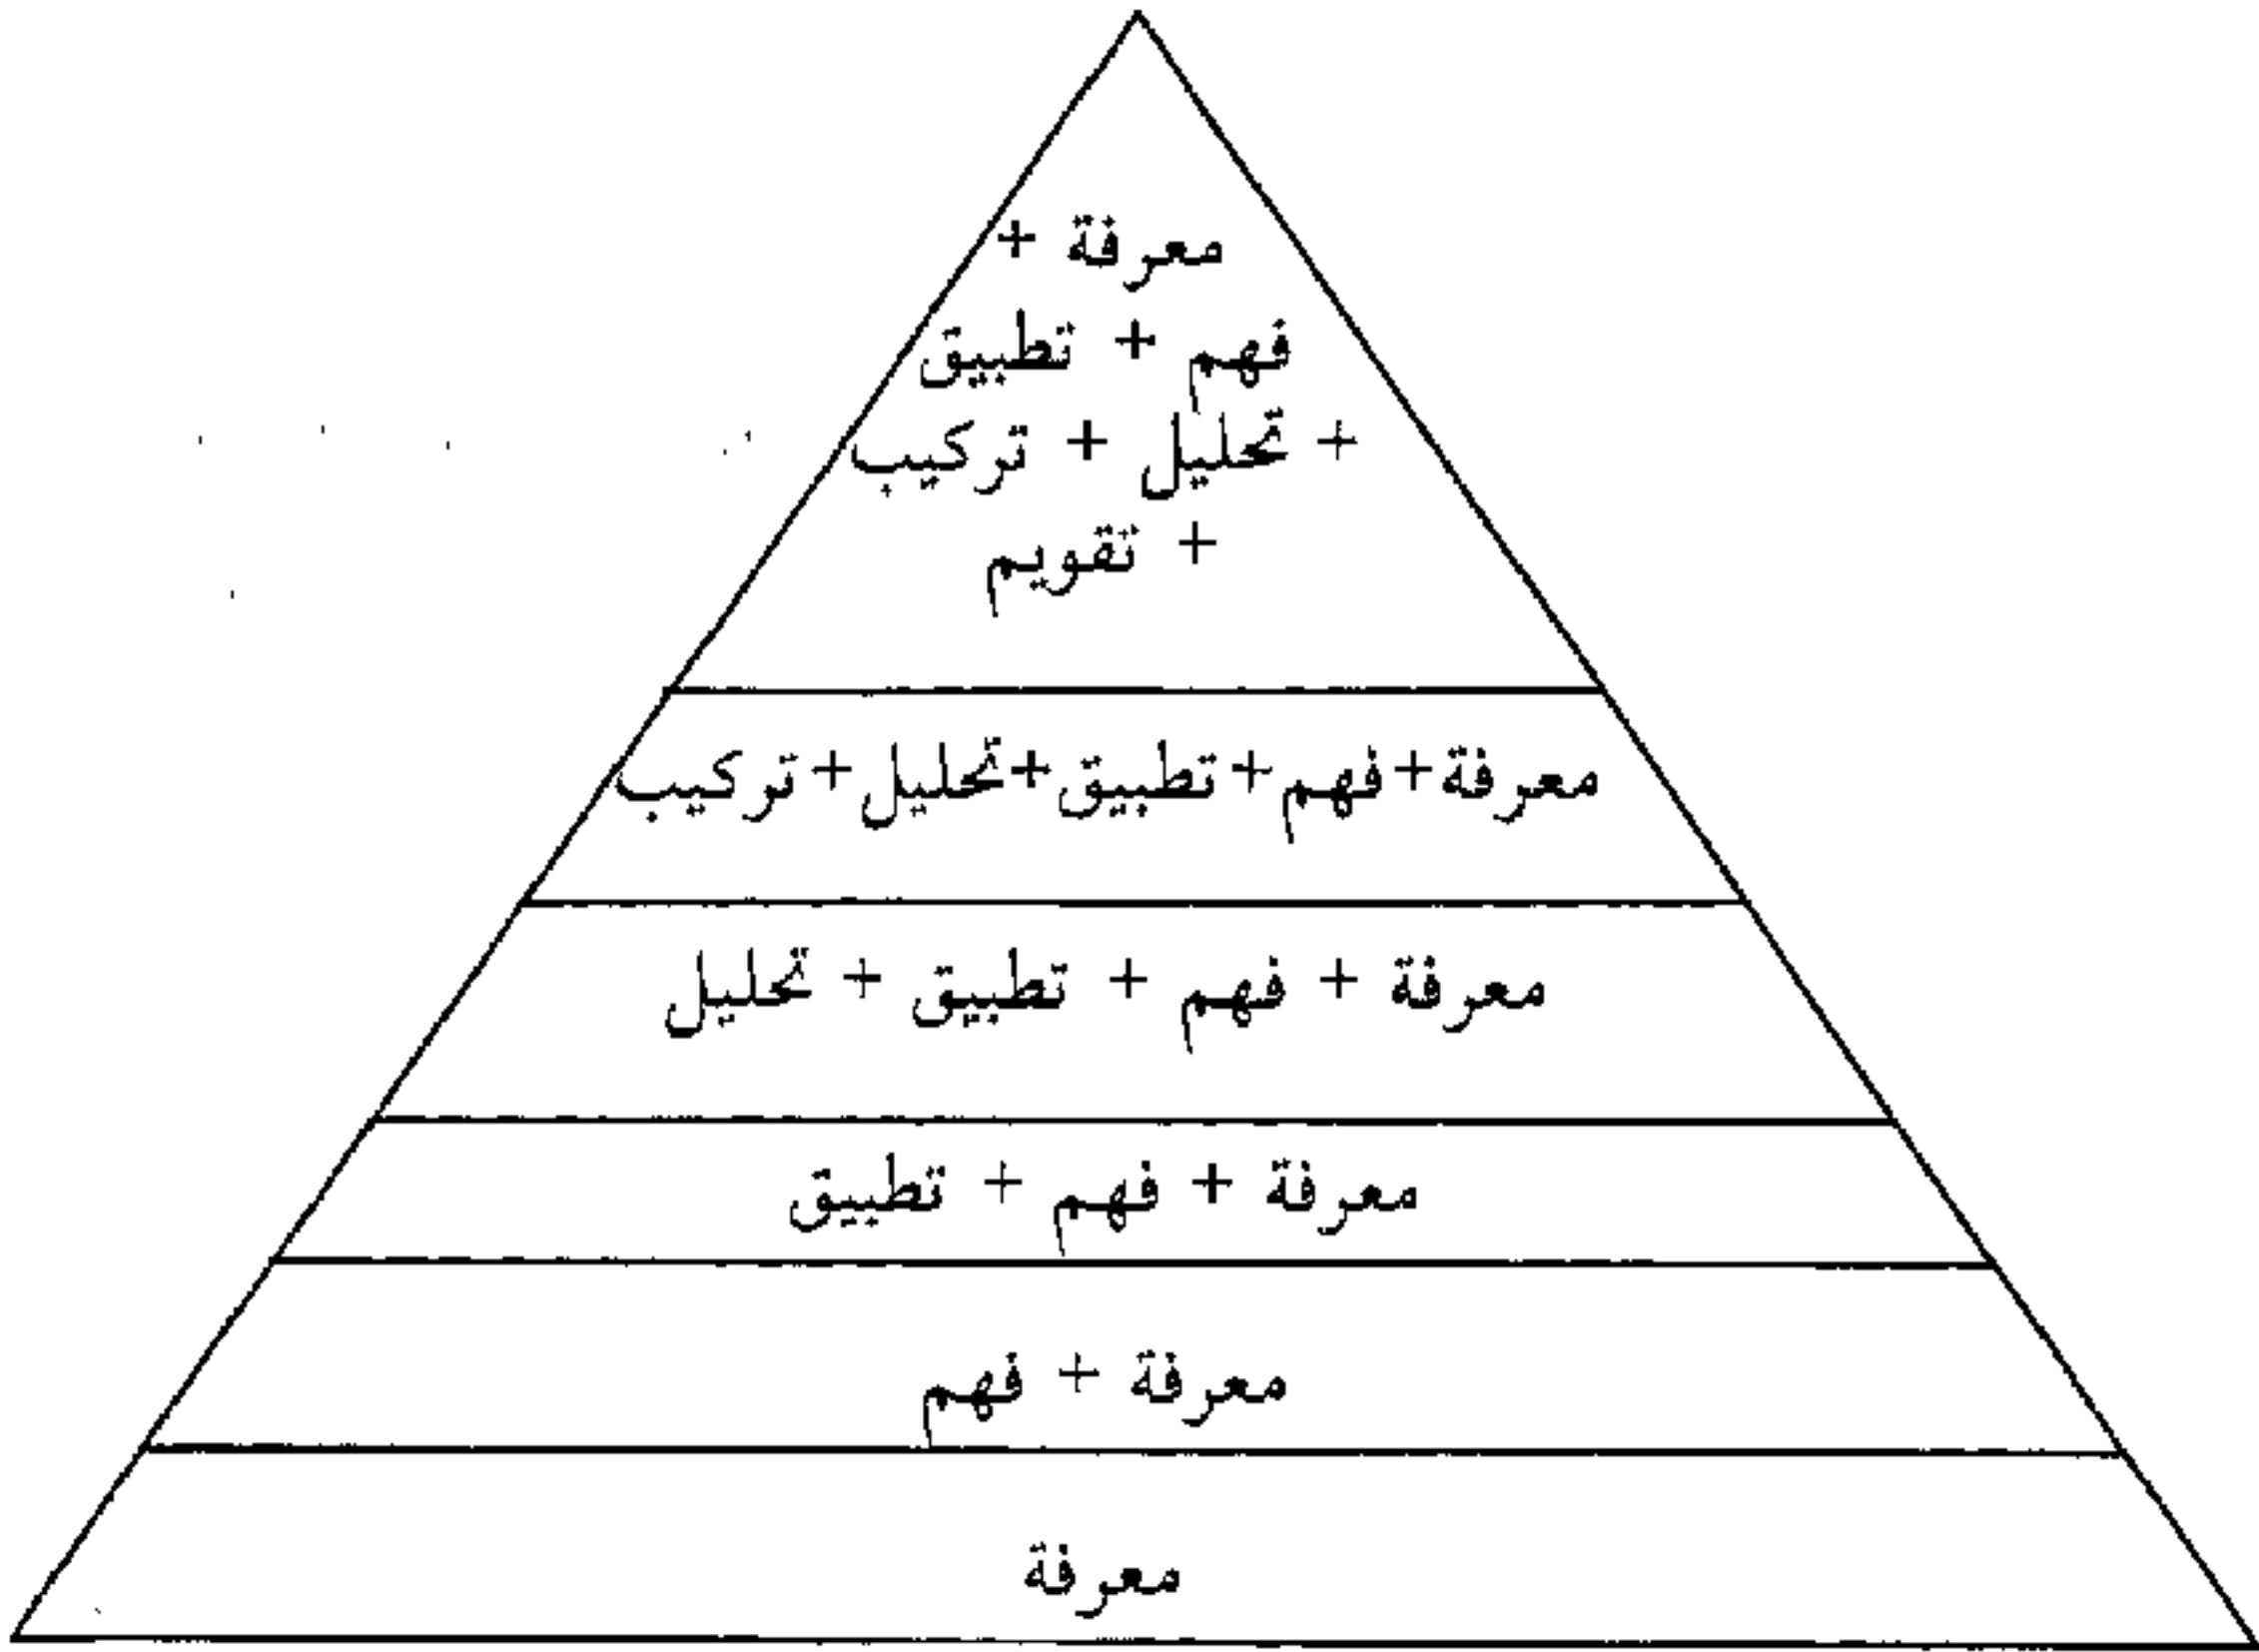 معرفة +
فهم + تطبيق
+ تحليل + تركيب
+ تقويم
معرفة+فهم+تطبيق+تحليل+تركيب
معرفة + فهم + تطبيق + تحليل
معرفة + فهم + تطبيق
معرفة + فهم
معرفة